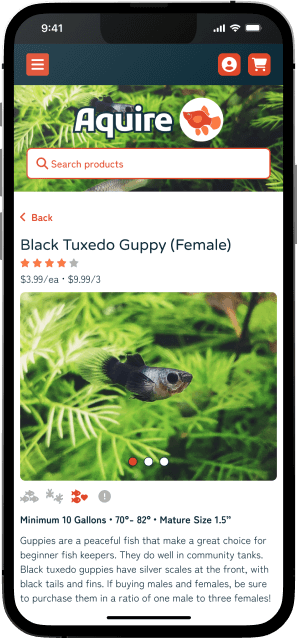 9:41
Aquire
Search products
Back
Black Tuxedo Guppy (Female)
$3.99/ea • $9.99/3
Minimum 10 Gallons • 70°- 82° • Mature Size 1.5”
Guppies are a peaceful fish that make a great choice for
beginner fish keepers. They do well in community tanks.
Black tuxedo guppies have silver scales at the front, with
black tails and fins. If buying males and females, be sure
to purchase them in a ratio of one male to three females!